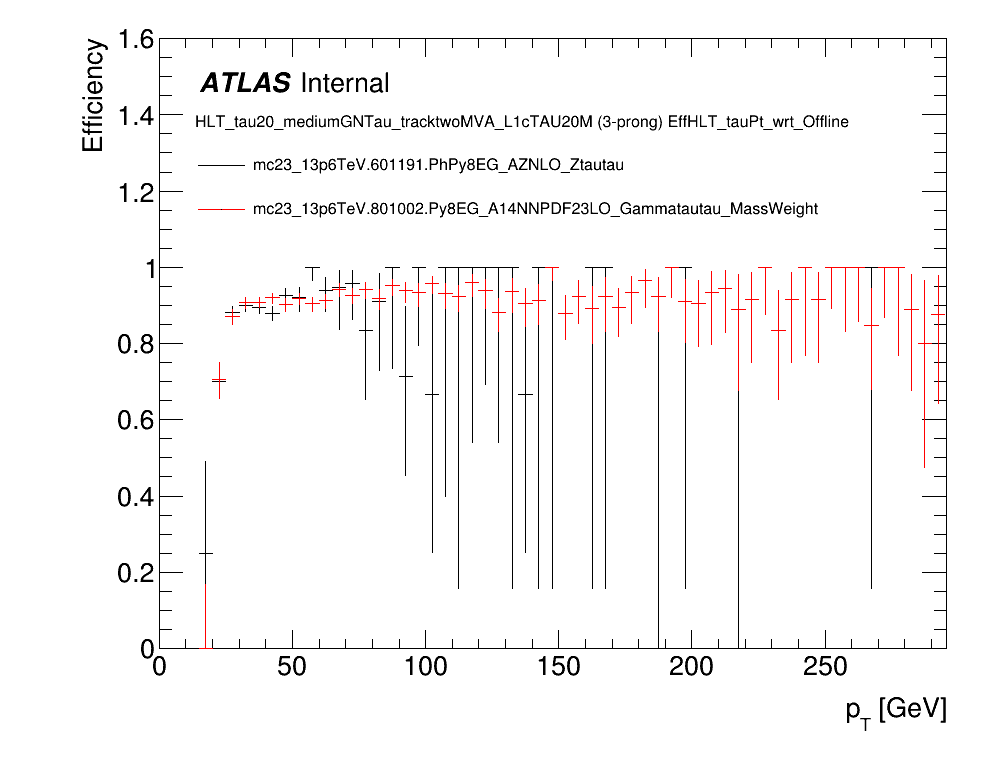 Efficiency
1.6
1.4
1.2
1
0.8
0.6
0.4
0.2
0
ATLAS Internal
HLT_tau20_mediumGNTau_tracktwoMVA_L1cTAU20M (3-prong) EffHLT_tauPt_wrt_Offline
mc23_13p6TeV.601191.PhPy8EG_AZNLO_Ztautau
mc23_13p6TeV.801002.Py8EG_A14NNPDF23LO_Gammatautau_MassWeight
0 50 100 150 200 250
p_T [GeV]